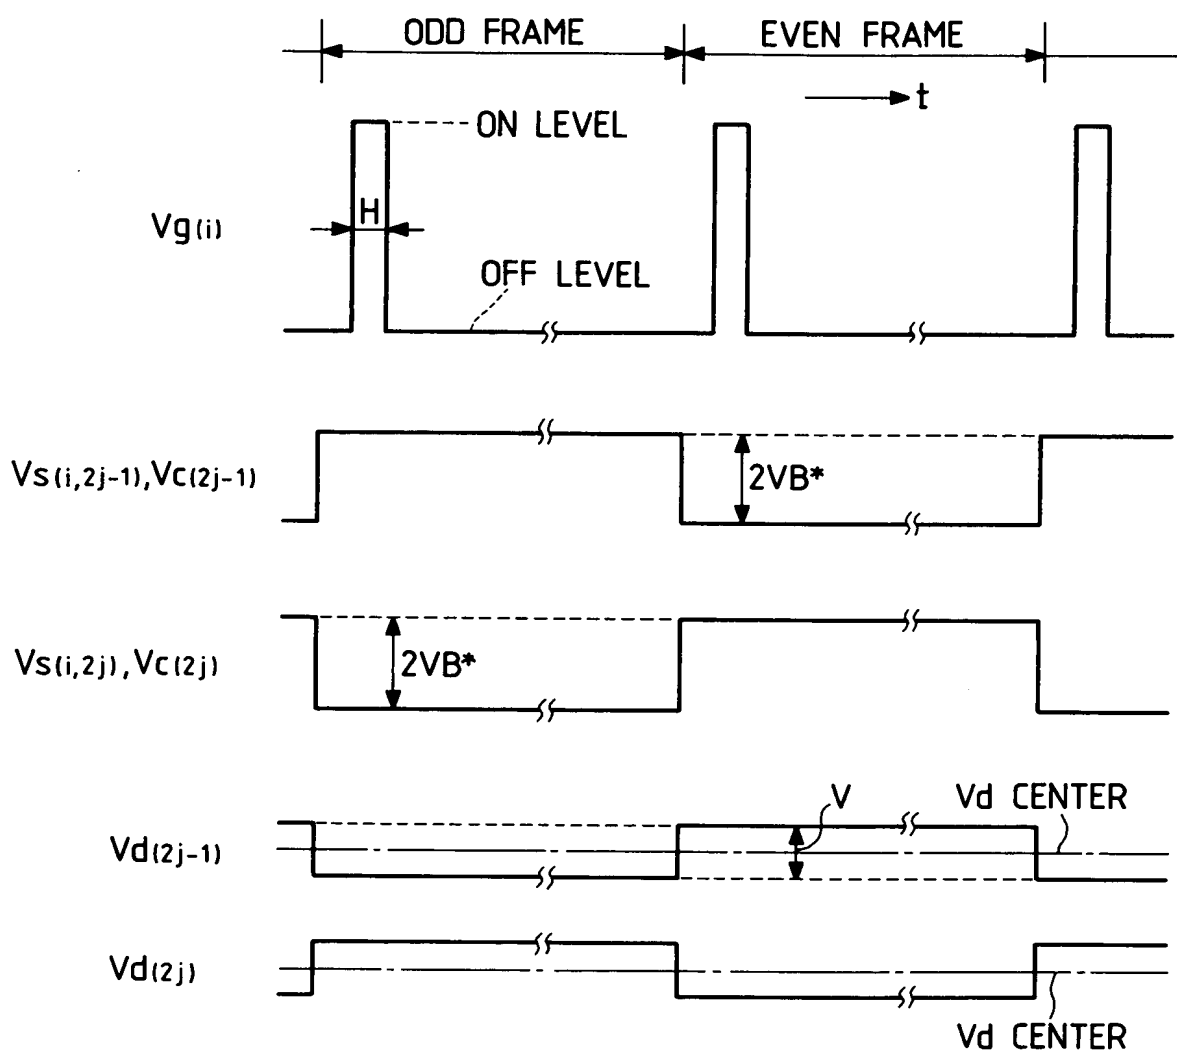 ODD FRAME
EVEN FRAME
t
ON LEVEL
Vg(i)
H
OFF LEVEL
Vs(i,2j-1),Vc(2j-1)
2VB*
Vs(i,2j),Vc(2j)
2VB*
V
Vd CENTER
Vd(2j-1)
Vd(2j)
Vd CENTER